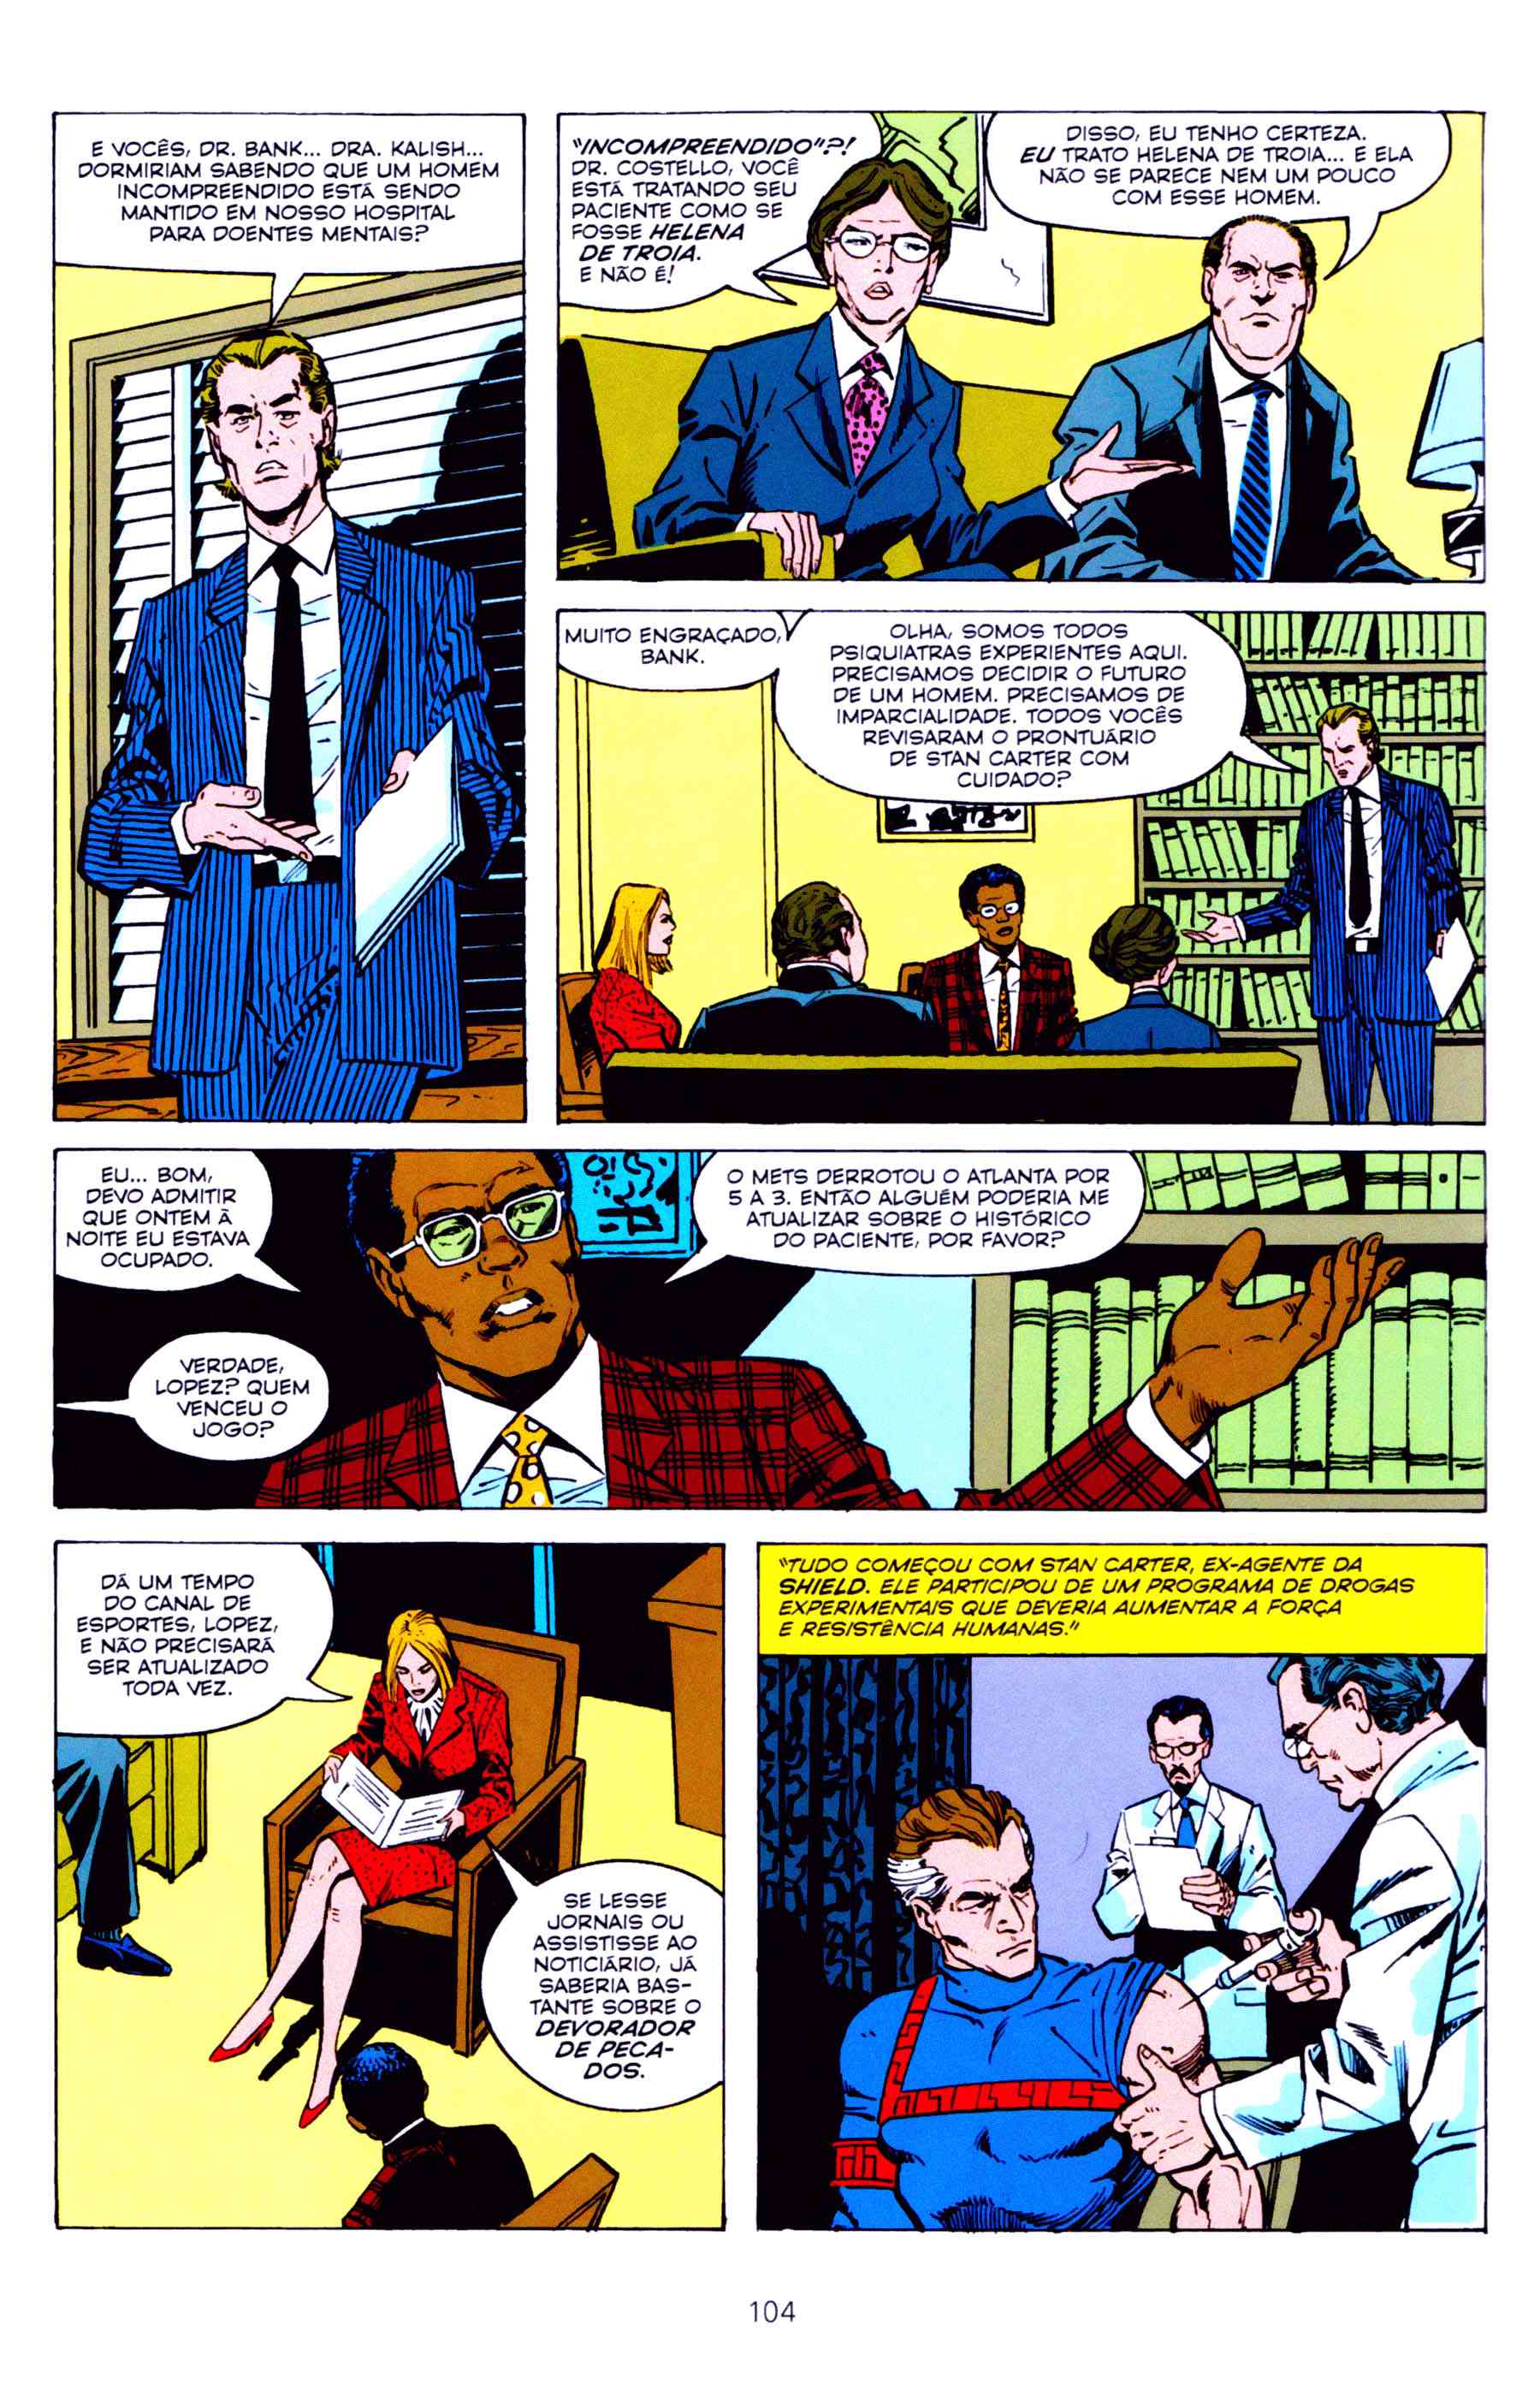 E VOCÊS, DR. BANK... DRA. KALISH...
DORMIRIAM SABENDO QUE UM HOMEM
INCOMPREENDIDO ESTÁ SENDO
MANTIDO EM NOSSO HOSPITAL
PARA DOENTES MENTAIS?
"INCOMPREENDIDO"?!
DR. COSTELLO, VOCÊ
ESTÁ TRATANDO SEU
PACIENTE COMO SE
FOSSE HELENA
DE TROIA.
E NÃO É!
DISSO, EU TENHO CERTEZA.
EU TRATO HELENA DE TROIA... E ELA
NÃO SE PARECE NEM UM POUCO
COM ESSE HOMEM.
MUITO ENGRAÇADO,
BANK.
OLHA, SOMOS TODOS
PSIQUIATRAS EXPERIENTES AQUI.
PRECISAMOS DECIDIR O FUTURO
DE UM HOMEM. PRECISAMOS DE
IMPARCIALIDADE. TODOS VOCÊS
REVISARAM O PRONTUÁRIO
DE STAN CARTER COM
CUIDADO?
EU... BOM,
DEVO ADMITIR
QUE ONTEM À
NOITE EU ESTAVA
OCUPADO.
VERDADE,
LOPEZ? QUEM
VENCEU O
JOGO?
O METS DERROTOU O ATLANTA POR
5 A 3. ENTÃO ALGUÉM PODERIA ME
ATUALIZAR SOBRE O HISTÓRICO
DO PACIENTE, POR FAVOR?
DÁ UM TEMPO
DO CANAL DE
ESPORTES, LOPEZ,
E NÃO PRECISARÁ
SER ATUALIZADO
TODA VEZ.
SE LESSE
JORNAIS OU
ASSISTISSE AO
NOTICIÁRIO, JÁ
SABERIA BAS-
TANTE SOBRE O
DEVORADOR
DE PECA-
DOS.
"TUDO COMEÇOU COM STAN CARTER, EX-AGENTE DA
SHIELD. ELE PARTICIPOU DE UM PROGRAMA DE DROGAS
EXPERIMENTAIS QUE DEVERIA AUMENTAR A FORÇA
E RESISTÊNCIA HUMANAS."
104